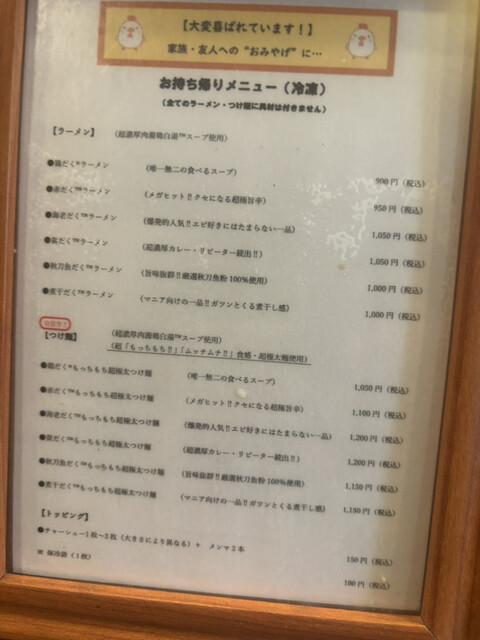 【大変喜ばれています！】
家族・友人への“おみやげ”に…
お持ち帰りメニュー（冷凍）
（全てのラーメン・つけ麺に具材は付きません）
【ラーメン】 （超濃厚肉濁鶏白湯™スープ使用）
●鶏だく®ラーメン （唯一無二の食べるスープ） 900円（税込）
●赤だく™ラーメン （メガヒット!!クセになる超極旨辛） 950円（税込）
●海老だく™ラーメン （爆発的人気!!エビ好きにはたまらない一品） 1,050円（税込）
●黄だく™ラーメン （超濃厚カレー・リピーター続出!!） 1,050円（税込）
●秋刀魚だく™ラーメン （旨味抜群!!厳選秋刀魚粉100%使用） 1,000円（税込）
●煮干だく™ラーメン （マニア向けの一品!!ガツンとくる煮干し感） 1,000円（税込）
【つけ麺】 （超濃厚肉濁鶏白湯™スープ使用）
（超「もっちもち!!」「ムッチムチ!!」食感・超極太麺使用）
●鶏だく®もっちもち超極太つけ麺 （唯一無二の食べるスープ） 1,050円（税込）
●赤だく™もっちもち超極太つけ麺 （メガヒット!!クセになる超極旨辛） 1,100円（税込）
●海老だく™もっちもち超極太つけ麺 （爆発的人気!!エビ好きにはたまらない一品） 1,200円（税込）
●黄だく™もっちもち超極太つけ麺 （超濃厚カレー・リピーター続出!!） 1,200円（税込）
●秋刀魚だく™もっちもち超極太つけ麺 （旨味抜群!!厳選秋刀魚粉100%使用） 1,150円（税込）
●煮干だく™もっちもち超極太つけ麺 （マニア向けの一品!!ガツンとくる煮干し感） 1,150円（税込）
【トッピング】
●チャーシュー1枚〜3枚（大きさにより異なる）＋ メンマ2本 150円（税込）
※ 保冷袋（1枚） 100円（税込）